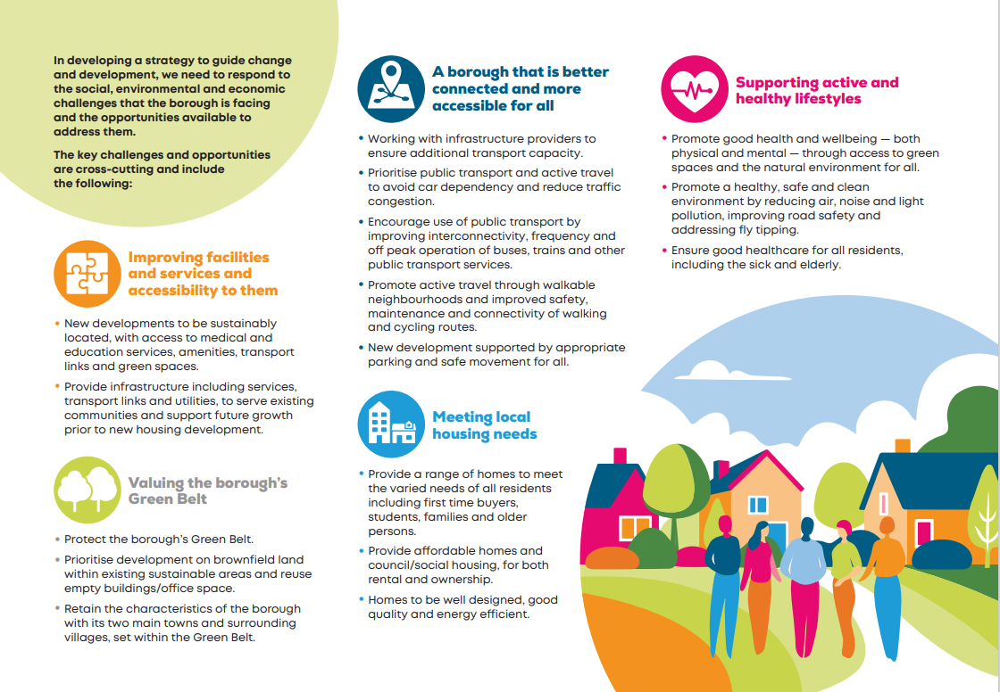 In developing a strategy to guide change
and development, we need to respond to
the social, environmental and economic
challenges that the borough is facing
and the opportunities available to
address them.
The key challenges and opportunities
are cross-cutting and include
the following:
Improving facilities
and services and
accessibility to them
• New developments to be sustainably
located, with access to medical and
education services, amenities, transport
links and green spaces.
• Provide infrastructure including services,
transport links and utilities, to serve existing
communities and support future growth
prior to new housing development.
Valuing the borough's
Green Belt
• Protect the borough's Green Belt.
• Prioritise development on brownfield land
within existing sustainable areas and reuse
empty buildings/office space.
• Retain the characteristics of the borough
with its two main towns and surrounding
villages, set within the Green Belt.
A borough that is better
connected and more
accessible for all
• Working with infrastructure providers to
ensure additional transport capacity.
• Prioritise public transport and active travel
to avoid car dependency and reduce traffic
congestion.
• Encourage use of public transport by
improving interconnectivity, frequency and
off peak operation of buses, trains and other
public transport services.
• Promote active travel through walkable
neighbourhoods and improved safety,
maintenance and connectivity of walking
and cycling routes.
• New development supported by appropriate
parking and safe movement for all.
Meeting local
housing needs
• Provide a range of homes to meet
the varied needs of all residents
including first time buyers,
students, families and older
persons.
• Provide affordable homes and
council/social housing, for both
rental and ownership.
• Homes to be well designed, good
quality and energy efficient.
Supporting active and
healthy lifestyles
• Promote good health and wellbeing — both
physical and mental — through access to green
spaces and the natural environment for all.
• Promote a healthy, safe and clean
environment by reducing air, noise and light
pollution, improving road safety and
addressing fly tipping.
• Ensure good healthcare for all residents,
including the sick and elderly.